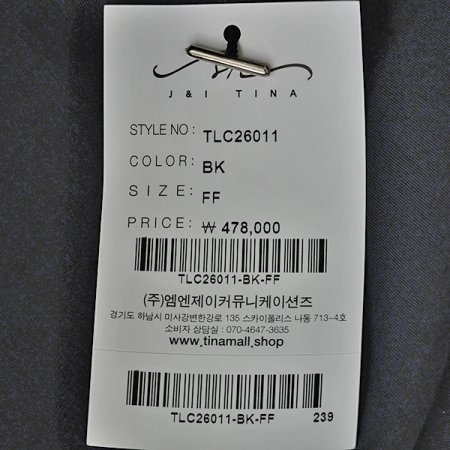 J & I TINA
STYLE NO : TLC26011
COLOR: BK
SIZE: FF
PRICE: ₩ 478,000
TLC26011-BK-FF
(주)엠엔제이커뮤니케이션즈
경기도 하남시 미사강변한강로 135 스카이폴리스 나동 713-4호
소비자 상담실 : 070-4647-3635
www.tinamall.shop
TLC26011-BK-FF 239